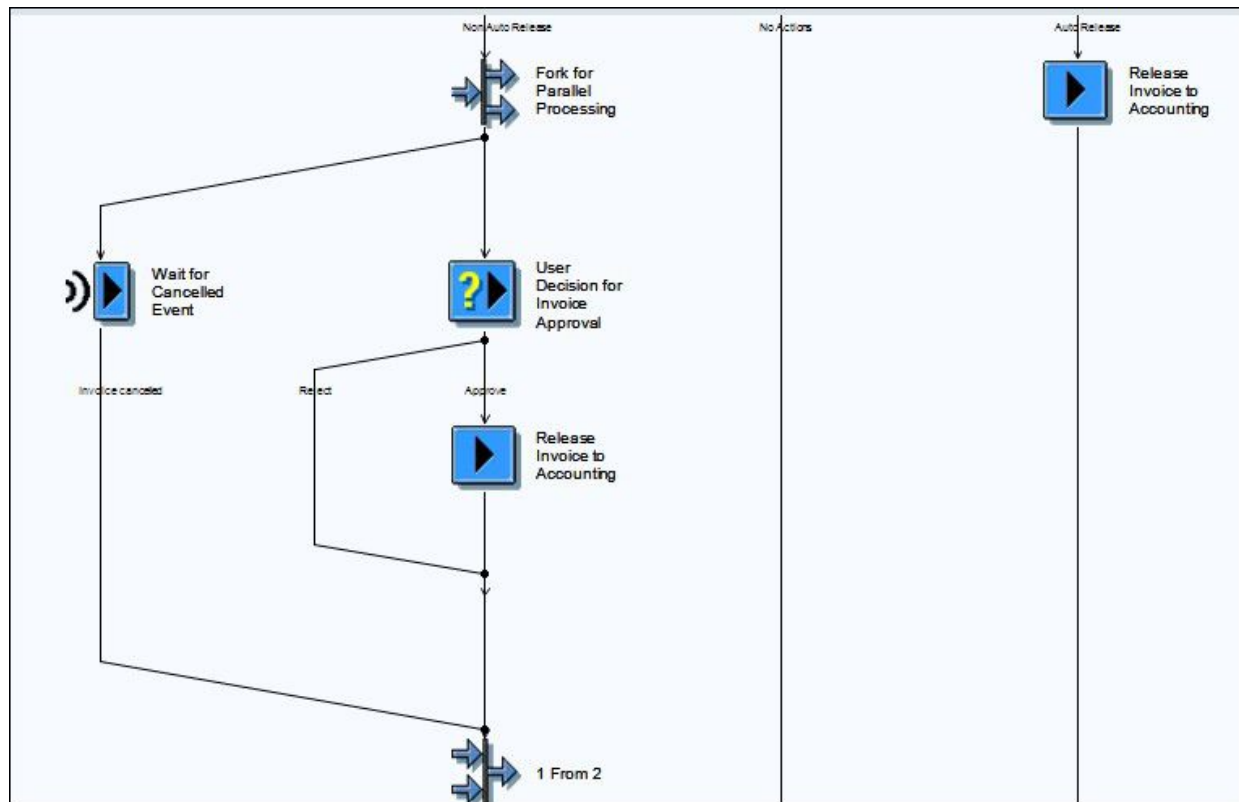 Non Auto Release
No Actions
Auto Release
Fork for
Parallel
Processing
Release
Invoice to
Accounting
Wait for
Cancelled
Event
User
Decision for
Invoice
Approval
Invoice canceled
Reject
Approve
Release
Invoice to
Accounting
1 From 2